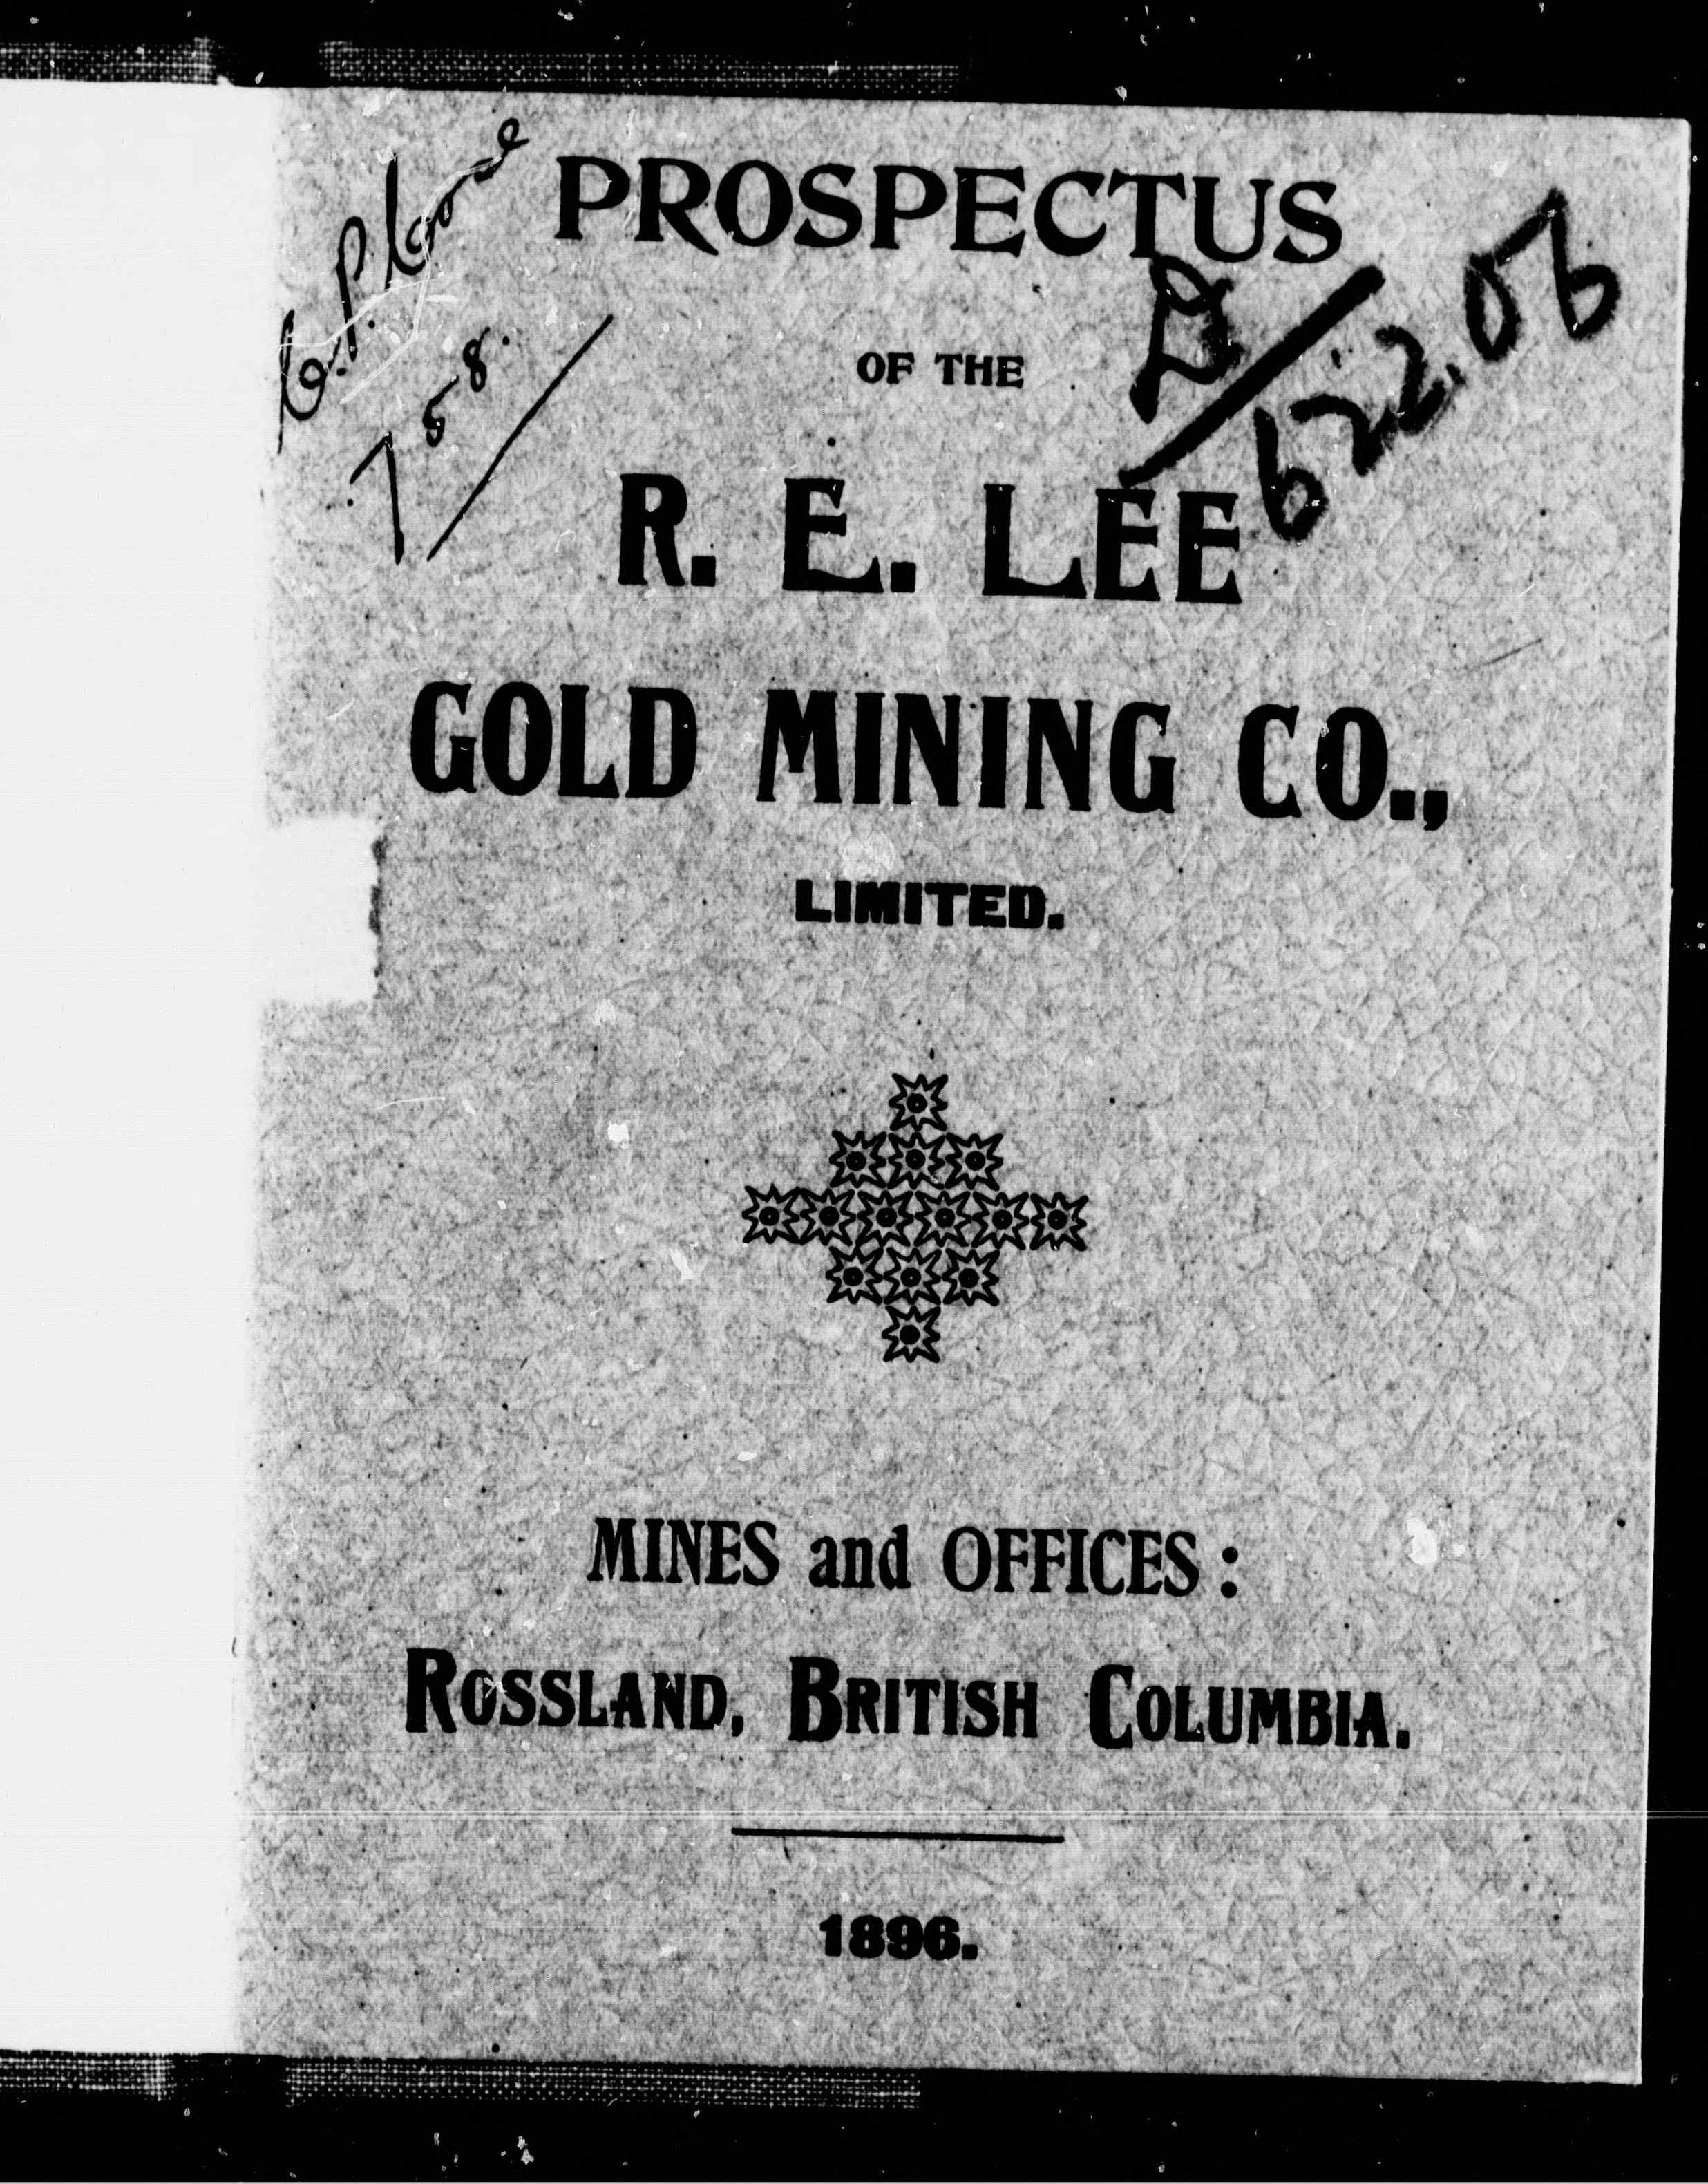 PROSPECTUS
OF THE
R. E. LEE
GOLD MINING CO.,
LIMITED.
MINES and OFFICES :
ROSSLAND, BRITISH COLUMBIA.
1896.
758.
622.06